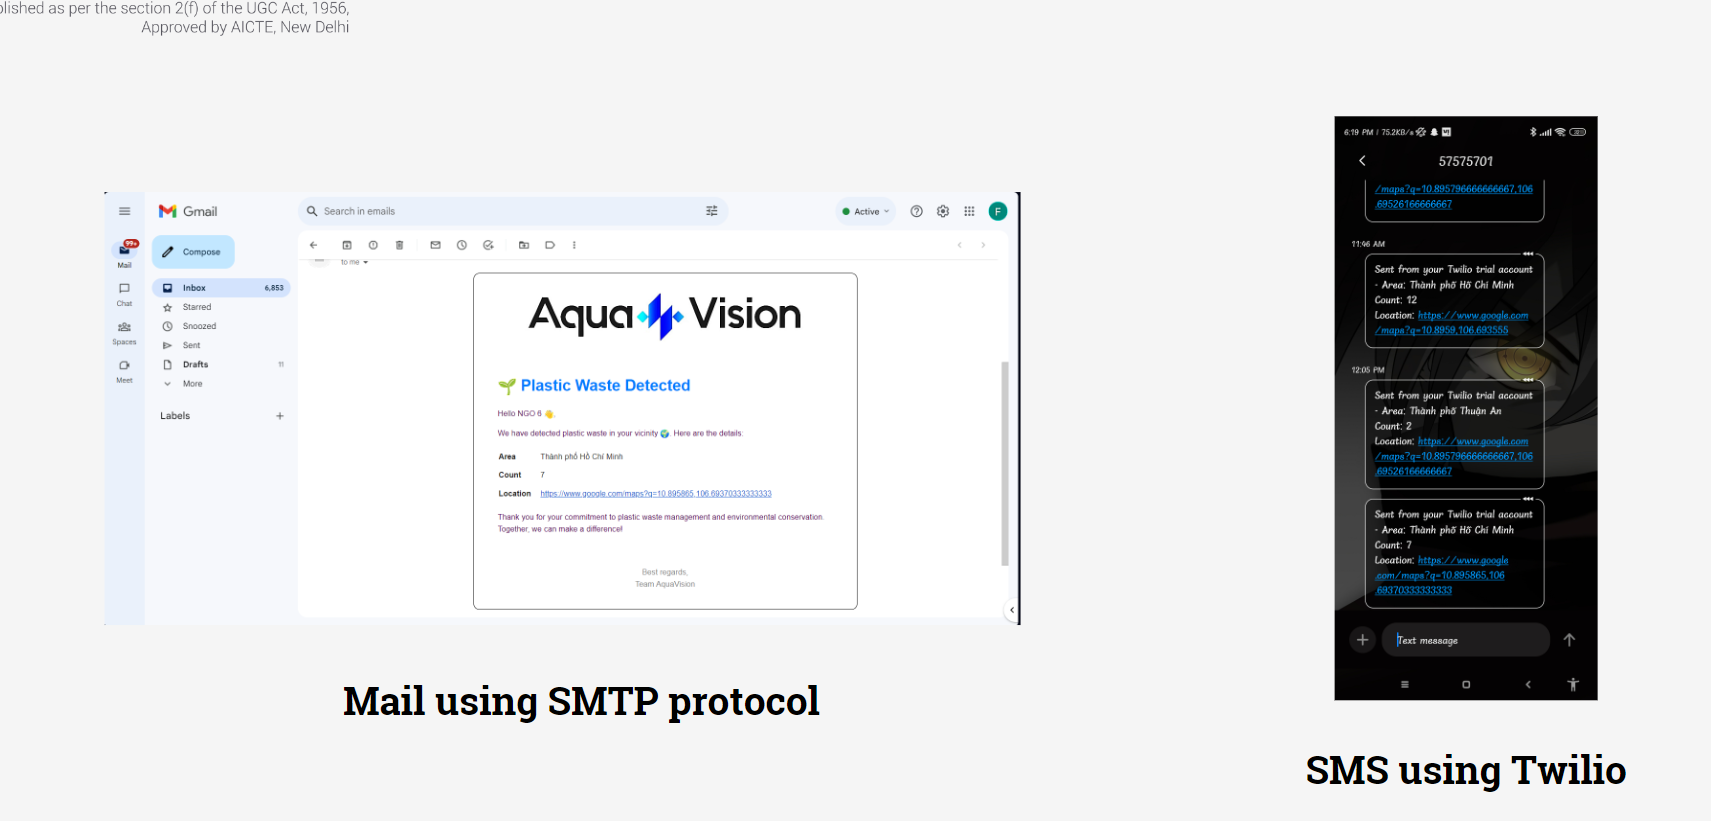 blished as per the section 2(f) of the UGC Act, 1956,
Approved by AICTE, New Delhi
Gmail
Search in emails
Active
F
99+
Mail
Chat
Spaces
Meet
Compose
Inbox 6,853
Starred
Snoozed
Sent
Drafts 11
More
Labels
to me
Aqua Vision
Plastic Waste Detected
Hello NGO 6 👋,
We have detected plastic waste in your vicinity 🌍. Here are the details:
Area Thành phố Hồ Chí Minh
Count 7
Location https://www.google.com/maps?q=10.895865,106.69370333333333
Thank you for your commitment to plastic waste management and environmental conservation.
Together, we can make a difference!
Best regards,
Team AquaVision
Mail using SMTP protocol
6:19 PM | 75.2KB/s
57575701
/maps?q=10.895796666666667,106
.69526166666667
11:46 AM
Sent from your Twilio trial account
- Area: Thành phố Hồ Chí Minh
Count: 12
Location: https://www.google.com
/maps?q=10.8959,106.693555
12:05 PM
Sent from your Twilio trial account
- Area: Thành phố Thuận An
Count: 2
Location: https://www.google.com
/maps?q=10.895796666666667,106
.69526166666667
Sent from your Twilio trial account
- Area: Thành phố Hồ Chí Minh
Count: 7
Location: https://www.google
.com/maps?q=10.895865,106
.69370333333333
Text message
SMS using Twilio